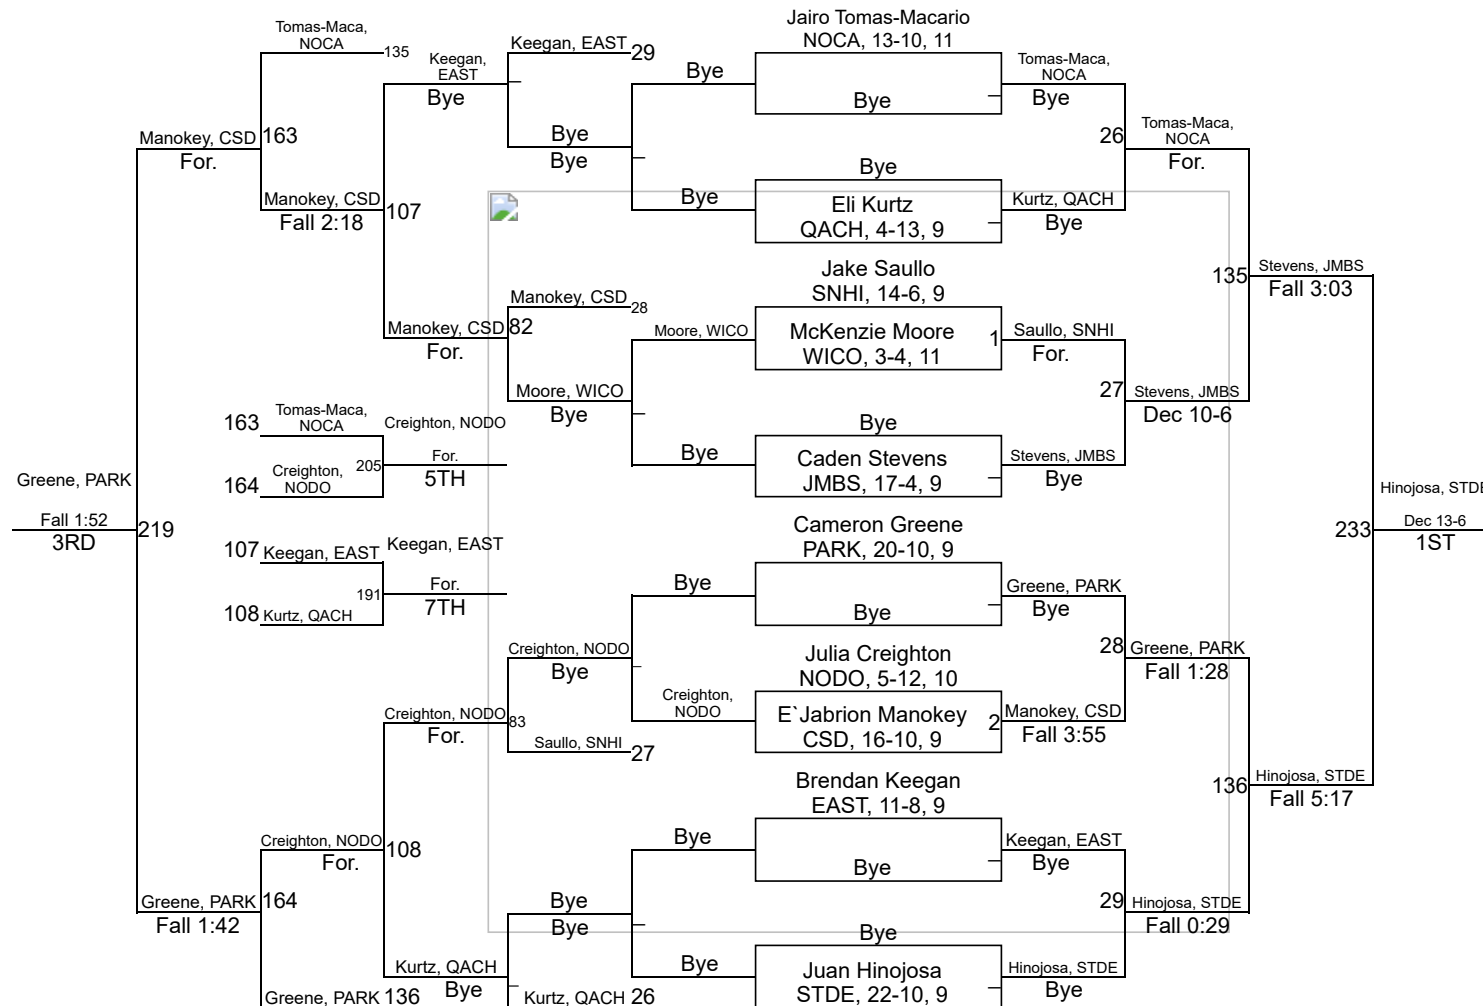 Jairo Tomas-Macario
NOCA, 13-10, 11
Tomas-Maca,
NOCA
135
Keegan,
EAST
Bye
Keegan, EAST
29
Bye
Bye
Tomas-Maca,
NOCA
Bye
Manokey, CSD
For.
163
Bye
Bye
26
Tomas-Maca,
NOCA
For.
Manokey, CSD
Fall 2:18
107
Bye
Bye
Eli Kurtz
QACH, 4-13, 9
Kurtz, QACH
Bye
Jake Saullo
SNHI, 14-6, 9
135
Stevens, JMBS
Fall 3:03
Manokey, CSD
28
Manokey, CSD
For.
82
Moore, WICO
McKenzie Moore
WICO, 3-4, 11
1
Saullo, SNHI
For.
Moore, WICO
Bye
27
Stevens, JMBS
Dec 10-6
163
Tomas-Maca,
NOCA
Creighton, NODO
Bye
205
For.
5TH
164
Creighton,
NODO
Bye
Caden Stevens
JMBS, 17-4, 9
Stevens, JMBS
Bye
Greene, PARK
Fall 1:52
3RD
219
Cameron Greene
PARK, 20-10, 9
Hinojosa, STDE
233
Dec 13-6
1ST
107
Keegan, EAST
Keegan, EAST
191
For.
7TH
108
Kurtz, QACH
Bye
Bye
Greene, PARK
Bye
Creighton, NODO
Bye
Julia Creighton
NODO, 5-12, 10
28
Greene, PARK
Fall 1:28
Creighton, NODO
For.
83
Creighton,
NODO
E`Jabrion Manokey
CSD, 16-10, 9
2
Manokey, CSD
Fall 3:55
Saullo, SNHI
27
Brendan Keegan
EAST, 11-8, 9
136
Hinojosa, STDE
Fall 5:17
Creighton, NODO
For.
108
Bye
Bye
Keegan, EAST
Bye
Greene, PARK
Fall 1:42
164
Bye
Bye
29
Hinojosa, STDE
Fall 0:29
Bye
Kurtz, QACH
Bye
Bye
Juan Hinojosa
STDE, 22-10, 9
Hinojosa, STDE
Bye
Greene, PARK
136
Kurtz, QACH
26